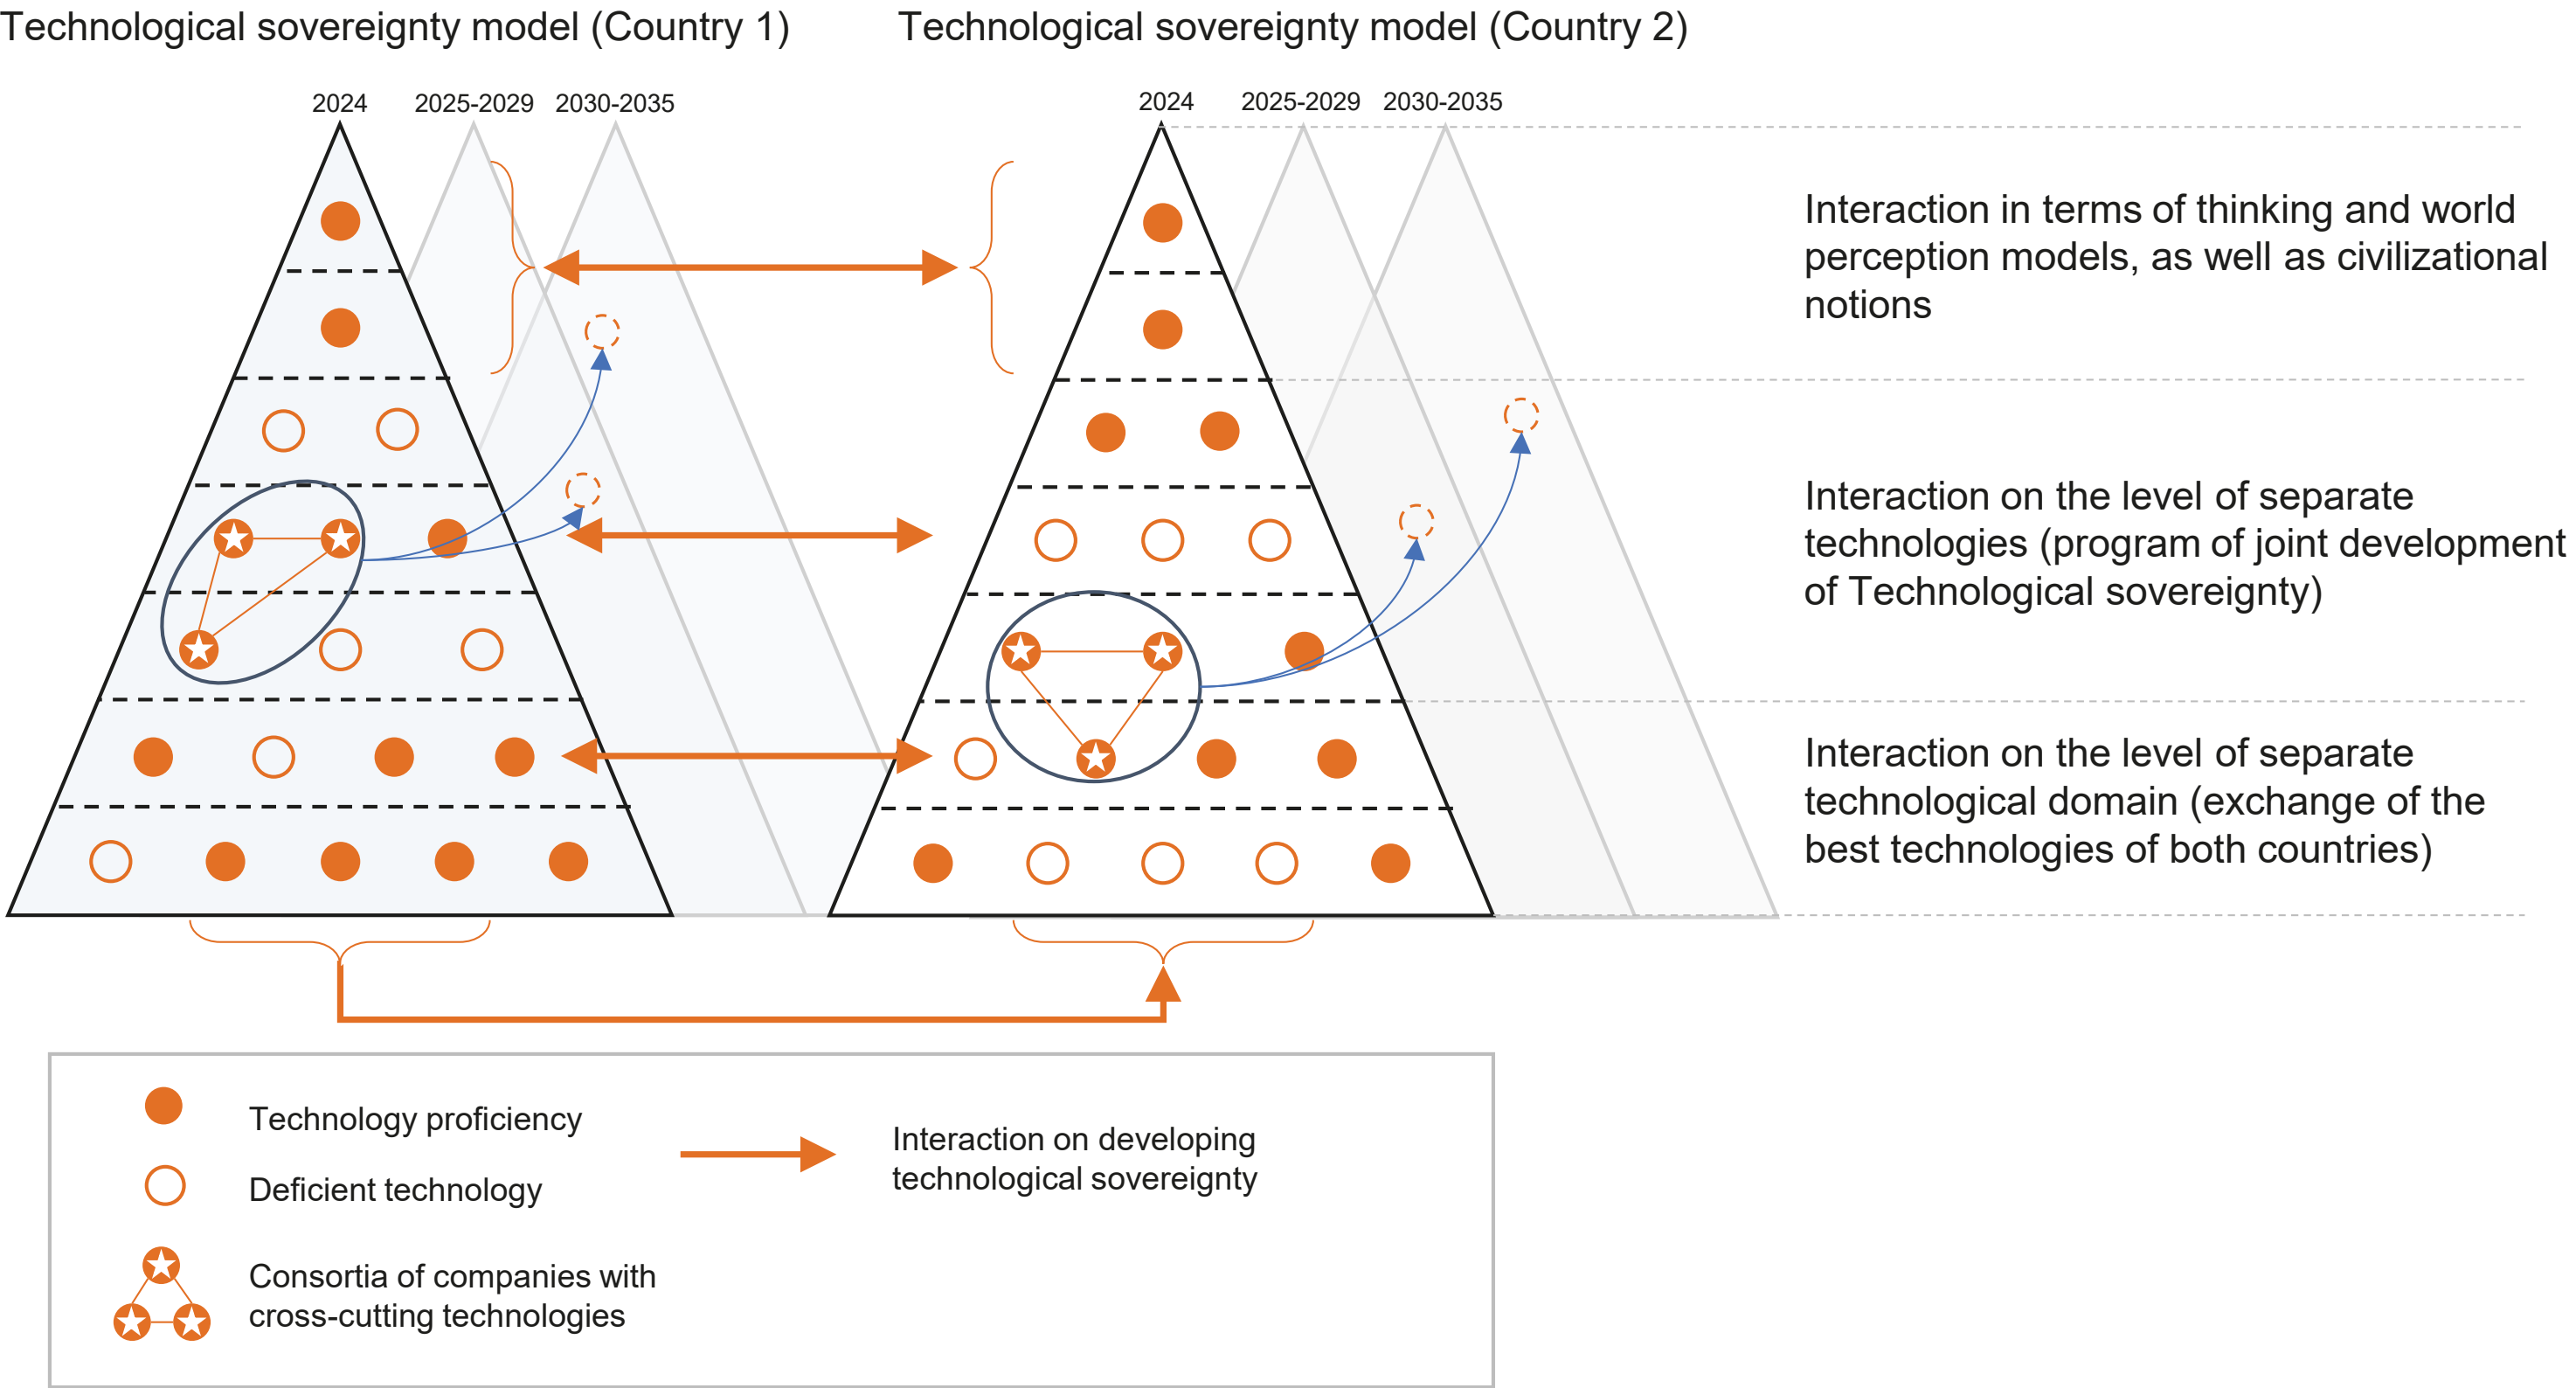 Technological sovereignty model (Country 1)
Technological sovereignty model (Country 2)
2024
2025-2029
2030-2035
2024
2025-2029
2030-2035
Interaction in terms of thinking and world
perception models, as well as civilizational
notions
Interaction on the level of separate
technologies (program of joint development
of Technological sovereignty)
Interaction on the level of separate
technological domain (exchange of the
best technologies of both countries)
Technology proficiency
Deficient technology
Consortia of companies with
cross-cutting technologies
Interaction on developing
technological sovereignty